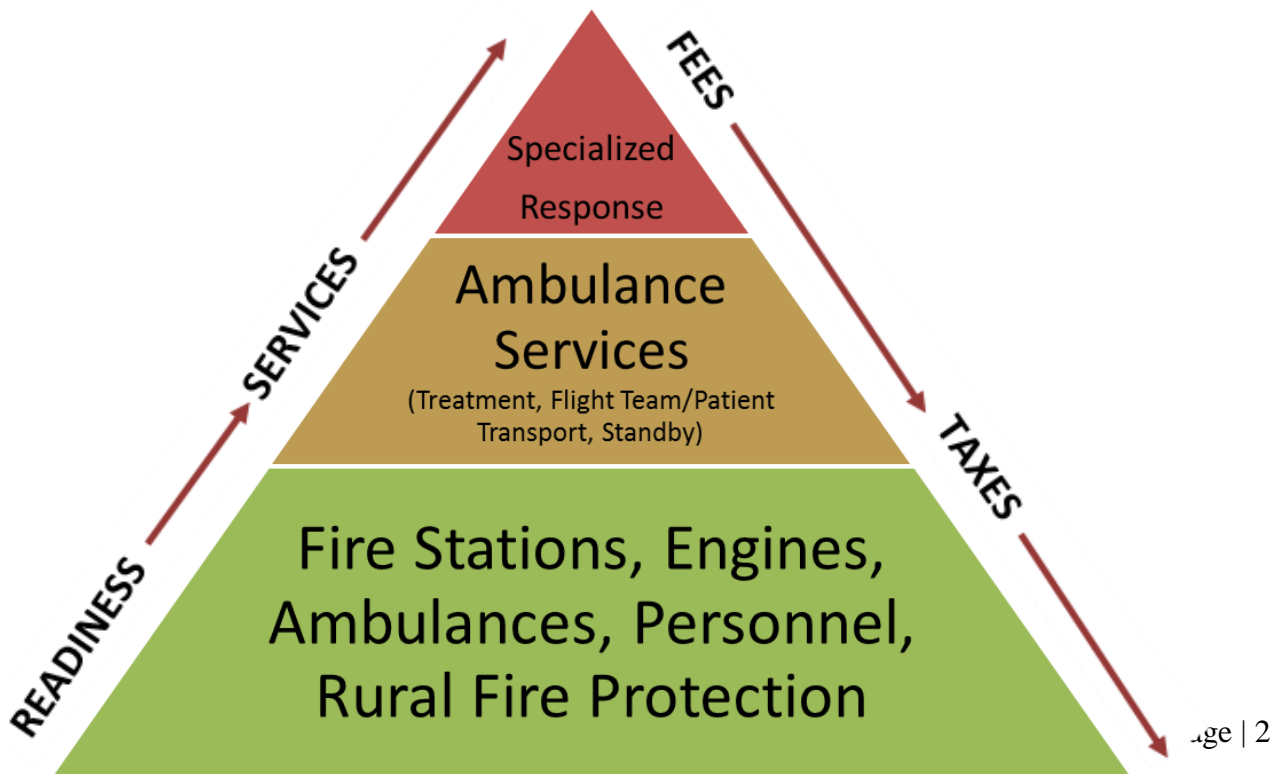 FEES
Specialized
Response
SERVICES
Ambulance
Services
(Treatment, Flight Team/Patient
Transport, Standby)
TAXES
READINESS
Fire Stations, Engines,
Ambulances, Personnel,
Rural Fire Protection
| 2